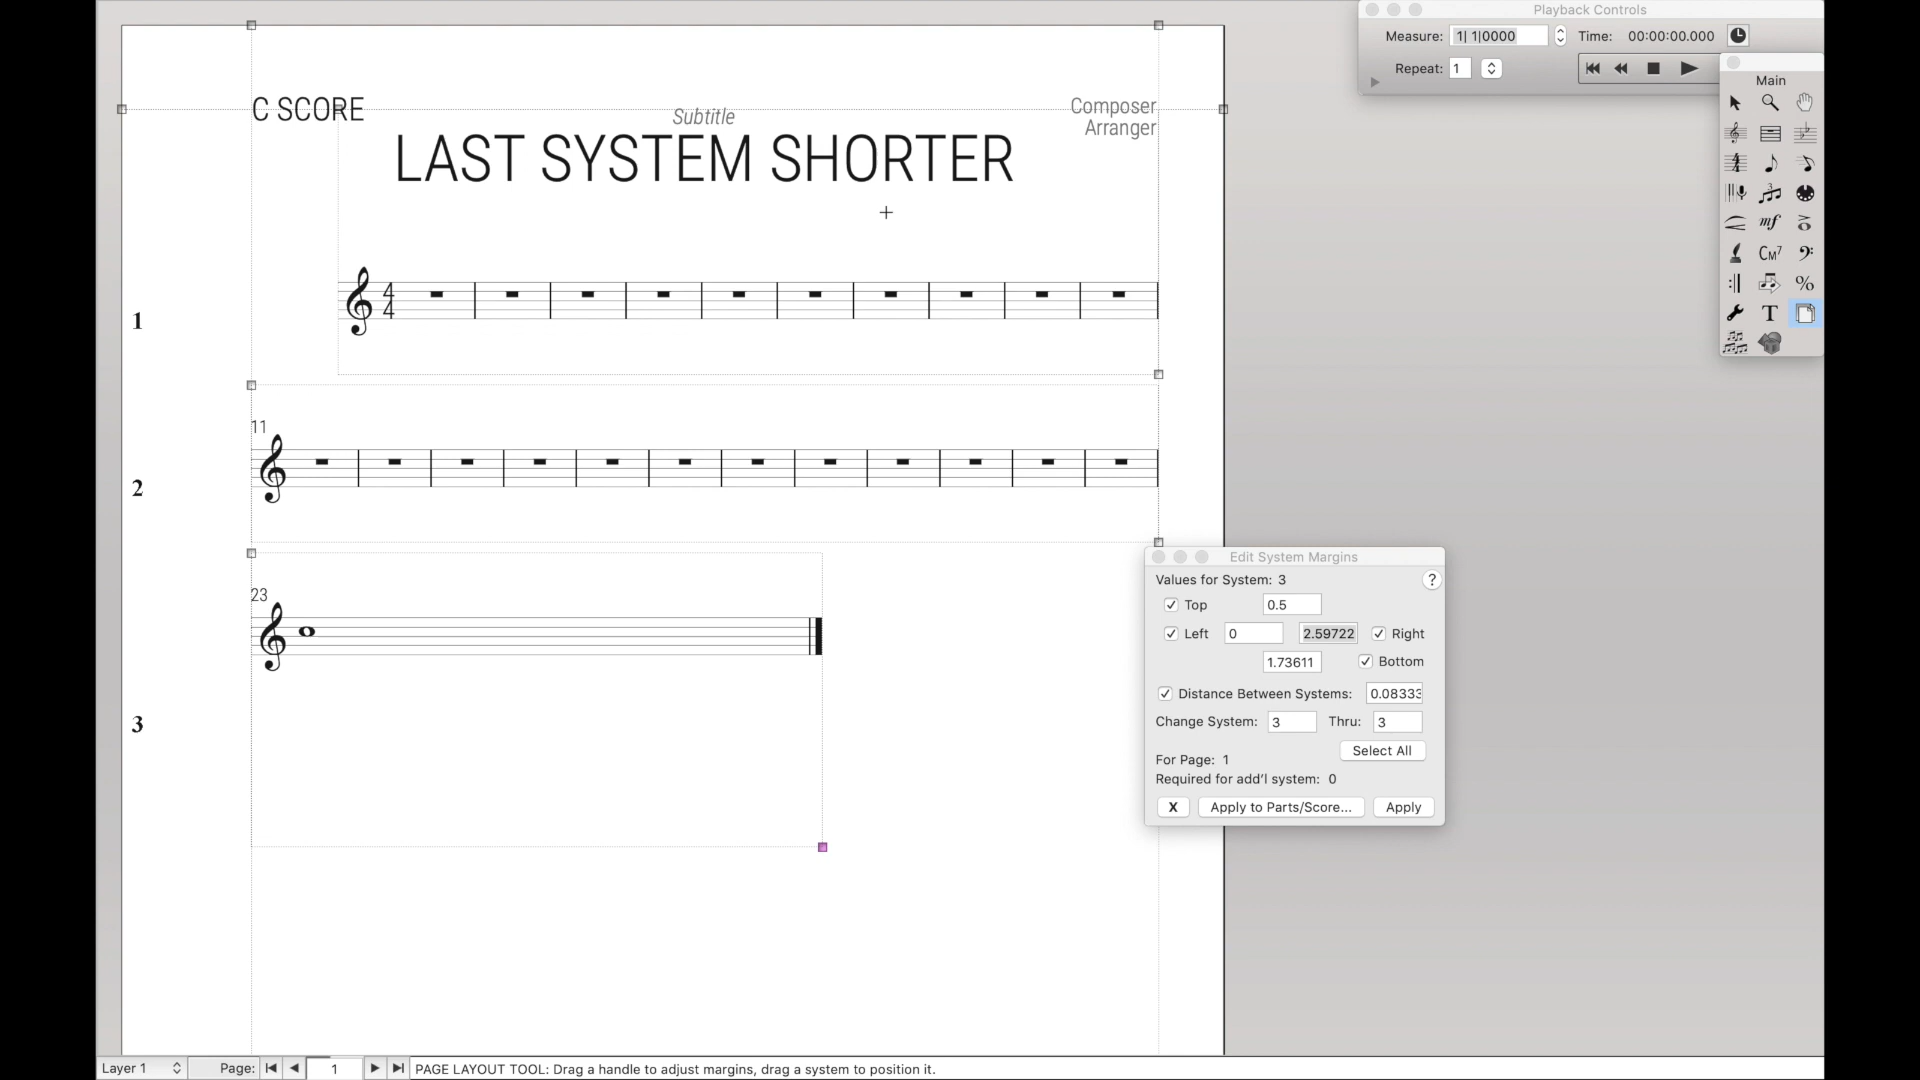 Playback Controls
Measure: 1| 1|0000 Time: 00:00:00.000
Repeat: 1
Main
mf
CM7
%
T
C SCORE
Subtitle
Composer
Arranger
LAST SYSTEM SHORTER
4
4
1
11
2
23
3
Edit System Margins
Values for System: 3 ?
Top 0.5
Left 0 2.59722 Right
1.73611 Bottom
Distance Between Systems: 0.08333
Change System: 3 Thru: 3
Select All
For Page: 1
Required for add'l system: 0
X Apply to Parts/Score... Apply
Layer 1 Page: 1 PAGE LAYOUT TOOL: Drag a handle to adjust margins, drag a system to position it.